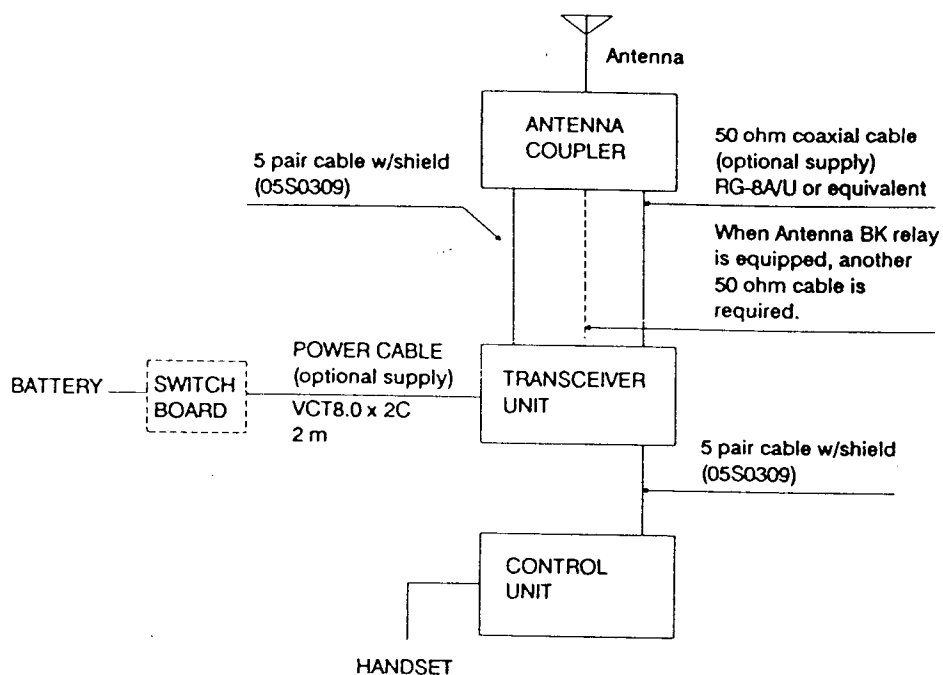 Antenna
ANTENNA
COUPLER
50 ohm coaxial cable
(optional supply)
RG-8A/U or equivalent
5 pair cable w/shield
(05S0309)
When Antenna BK relay
is equipped, another
50 ohm cable is
required.
POWER CABLE
(optional supply)
VCT8.0 x 2C
2 m
BATTERY
SWITCH
BOARD
TRANSCEIVER
UNIT
5 pair cable w/shield
(05S0309)
CONTROL
UNIT
HANDSET